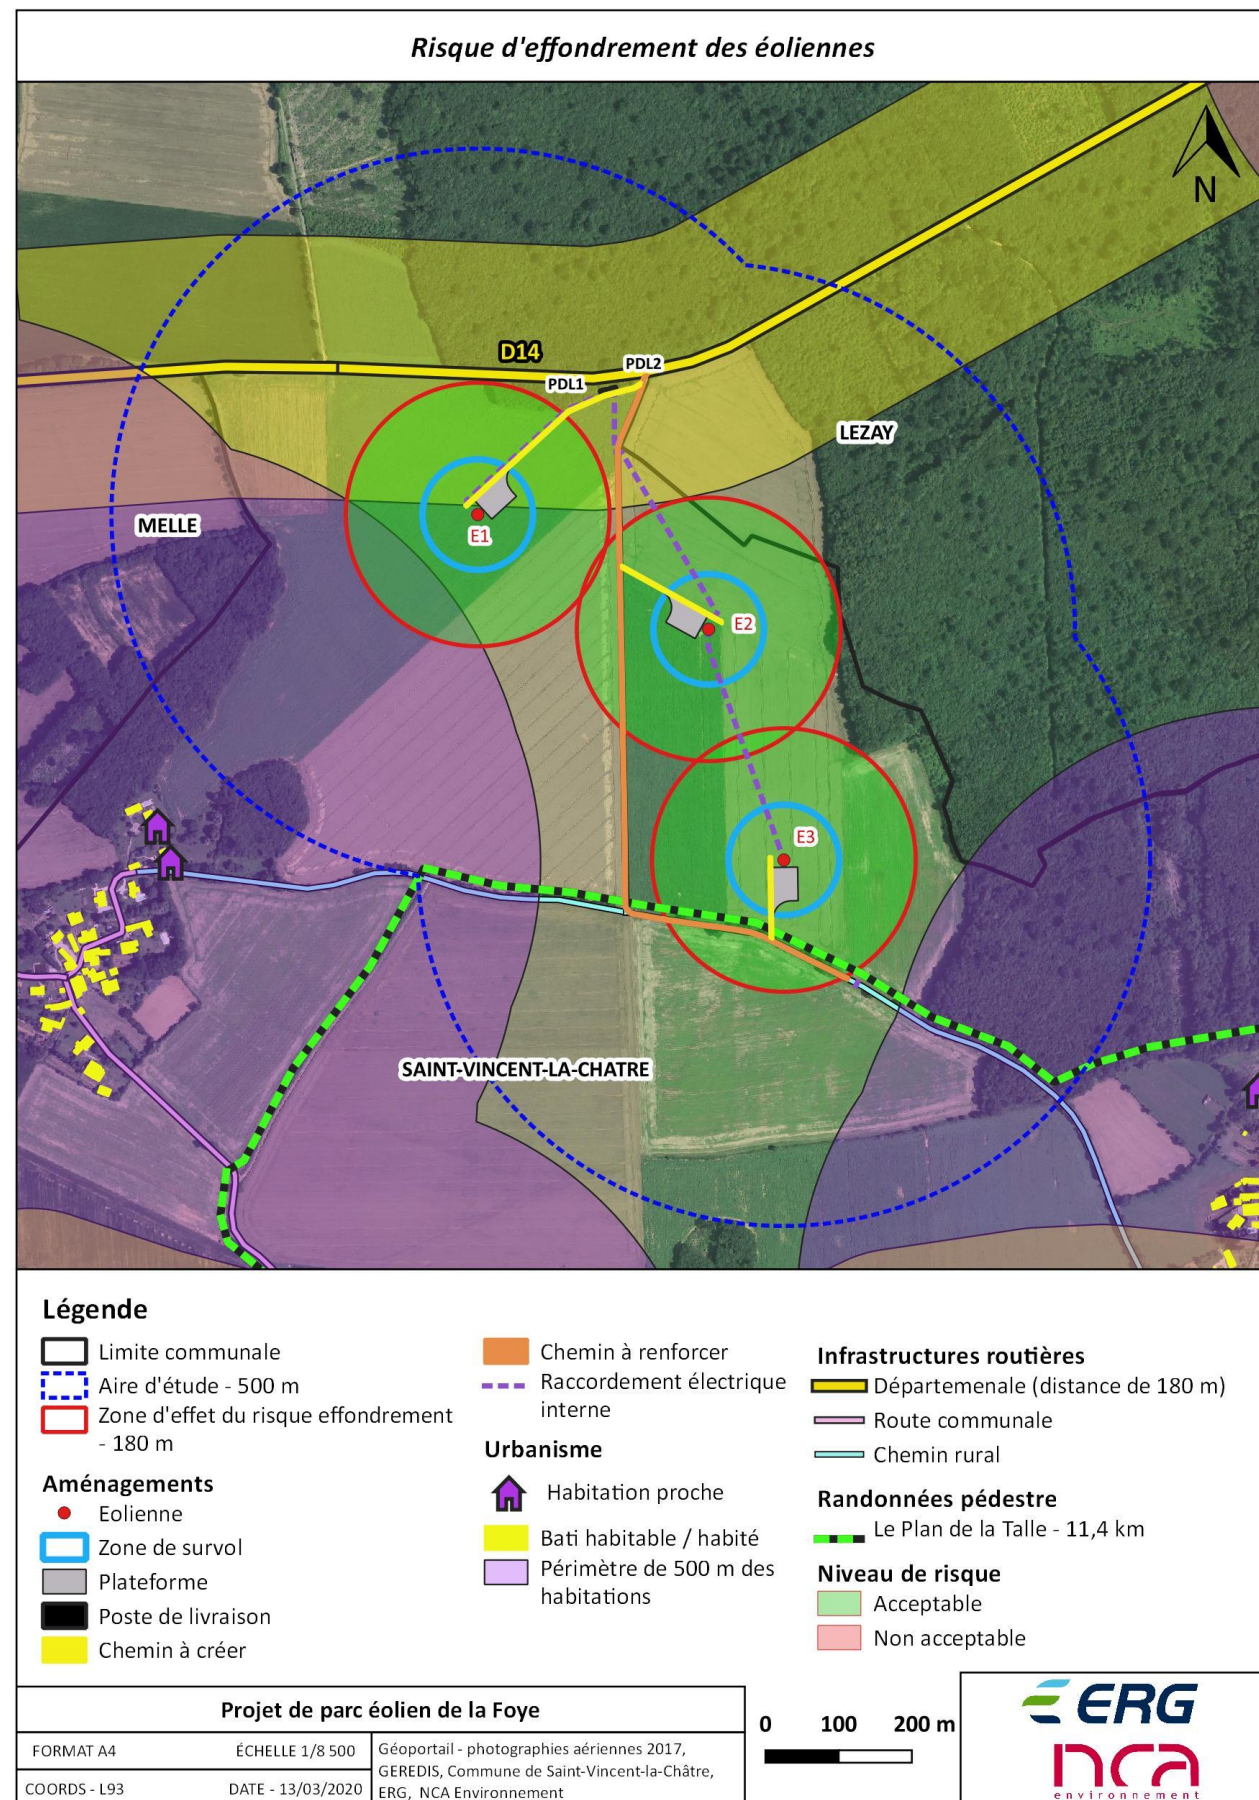 Risque d'effondrement des éoliennes
N
D14
PDL2
PDL1
LEZAY
MELLE
E1
E2
E3
SAINT-VINCENT-LA-CHATRE
Légende
Limite communale
Aire d'étude - 500 m
Zone d'effet du risque effondrement
- 180 m
Aménagements
Eolienne
Zone de survol
Plateforme
Poste de livraison
Chemin à créer
Chemin à renforcer
Raccordement électrique
interne
Urbanisme
Habitation proche
Bati habitable / habité
Périmètre de 500 m des
habitations
Infrastructures routières
Départemenale (distance de 180 m)
Route communale
Chemin rural
Randonnées pédestre
Le Plan de la Talle - 11,4 km
Niveau de risque
Acceptable
Non acceptable
Projet de parc éolien de la Foye
FORMAT A4
ÉCHELLE 1/8 500
COORDS - L93
DATE - 13/03/2020
Géoportail - photographies aériennes 2017,
GEREDIS, Commune de Saint-Vincent-la-Châtre,
ERG, NCA Environnement
0 100 200 m
ERG
nca
environnement